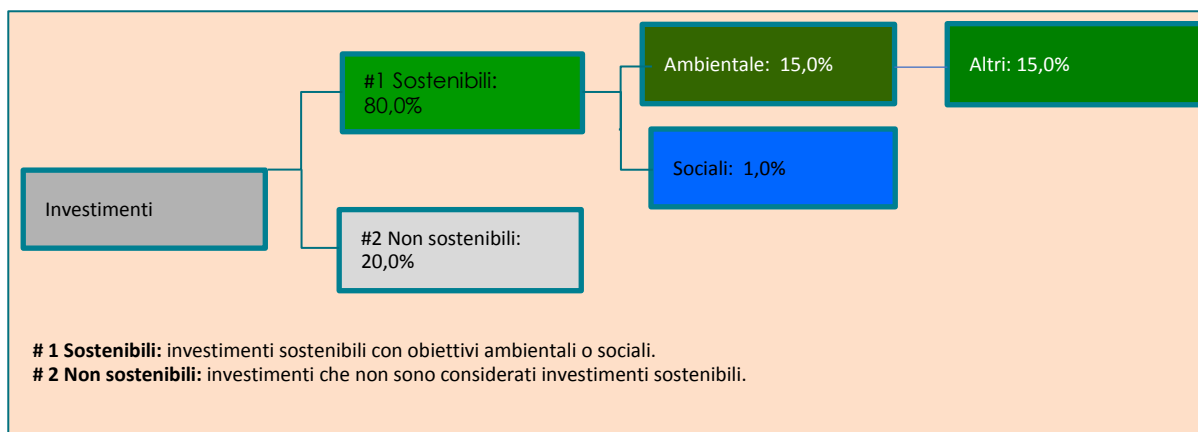 #1 Sostenibili:
80,0%
Ambientale: 15,0%
Altri: 15,0%
Sociali: 1,0%
Investimenti
#2 Non sostenibili:
20,0%
# 1 Sostenibili: investimenti sostenibili con obiettivi ambientali o sociali.
# 2 Non sostenibili: investimenti che non sono considerati investimenti sostenibili.